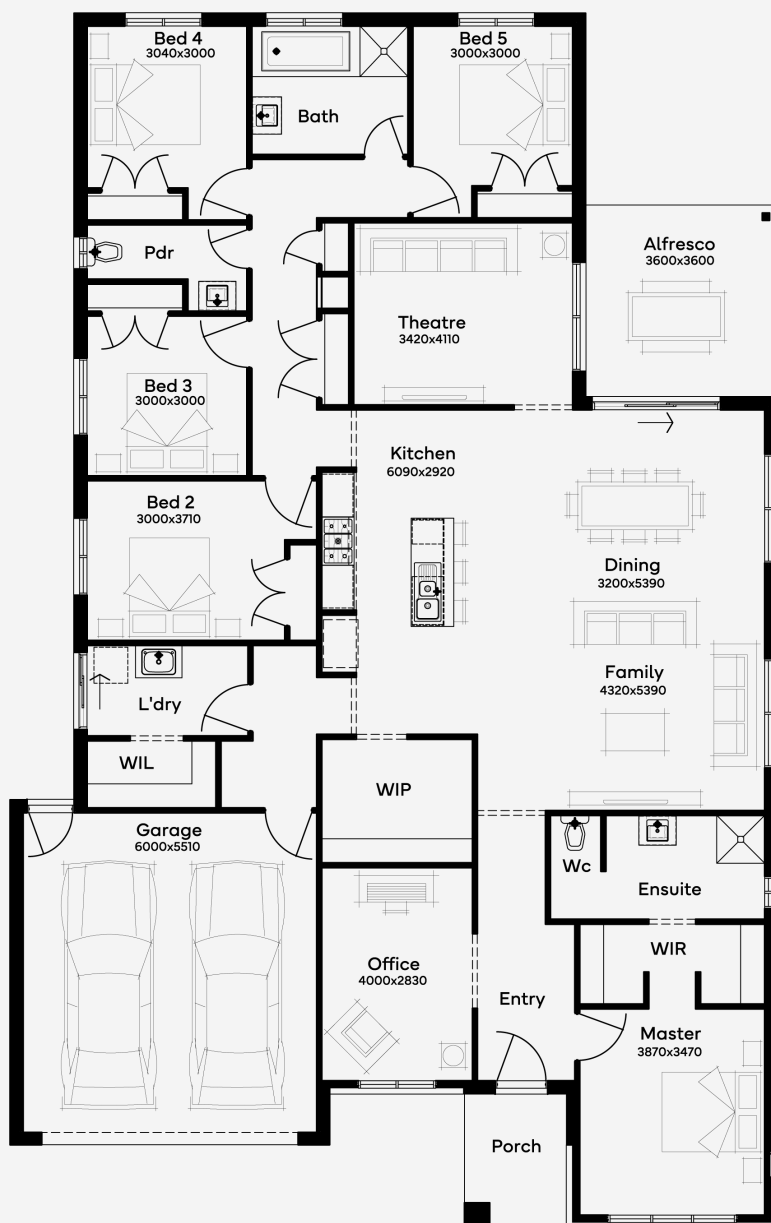 Bed 4
3040x3000
Bed 5
3000x3000
Bath
Pdr
Alfresco
3600x3600
Theatre
3420x4110
Bed 3
3000x3000
Kitchen
6090x2920
Bed 2
3000x3710
Dining
3200x5390
Family
4320x5390
L'dry
WIL
WIP
Garage
6000x5510
Wc
Ensuite
WIR
Office
4000x2830
Entry
Master
3870x3470
Porch